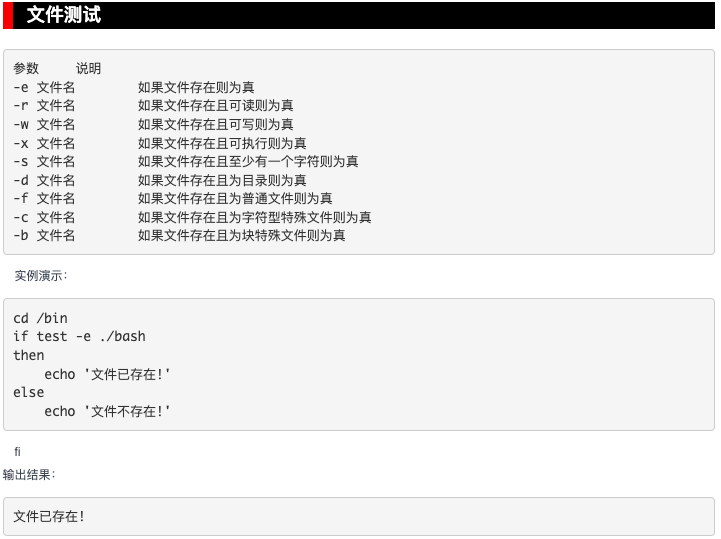 文件测试
参数 说明
-e 文件名 如果文件存在则为真
-r 文件名 如果文件存在且可读则为真
-w 文件名 如果文件存在且可写则为真
-x 文件名 如果文件存在且可执行则为真
-s 文件名 如果文件存在且至少有一个字符则为真
-d 文件名 如果文件存在且为目录则为真
-f 文件名 如果文件存在且为普通文件则为真
-c 文件名 如果文件存在且为字符型特殊文件则为真
-b 文件名 如果文件存在且为块特殊文件则为真
实例演示:
cd /bin
if test -e ./bash
then
    echo '文件已存在!'
else
    echo '文件不存在!'
fi
输出结果:
文件已存在!